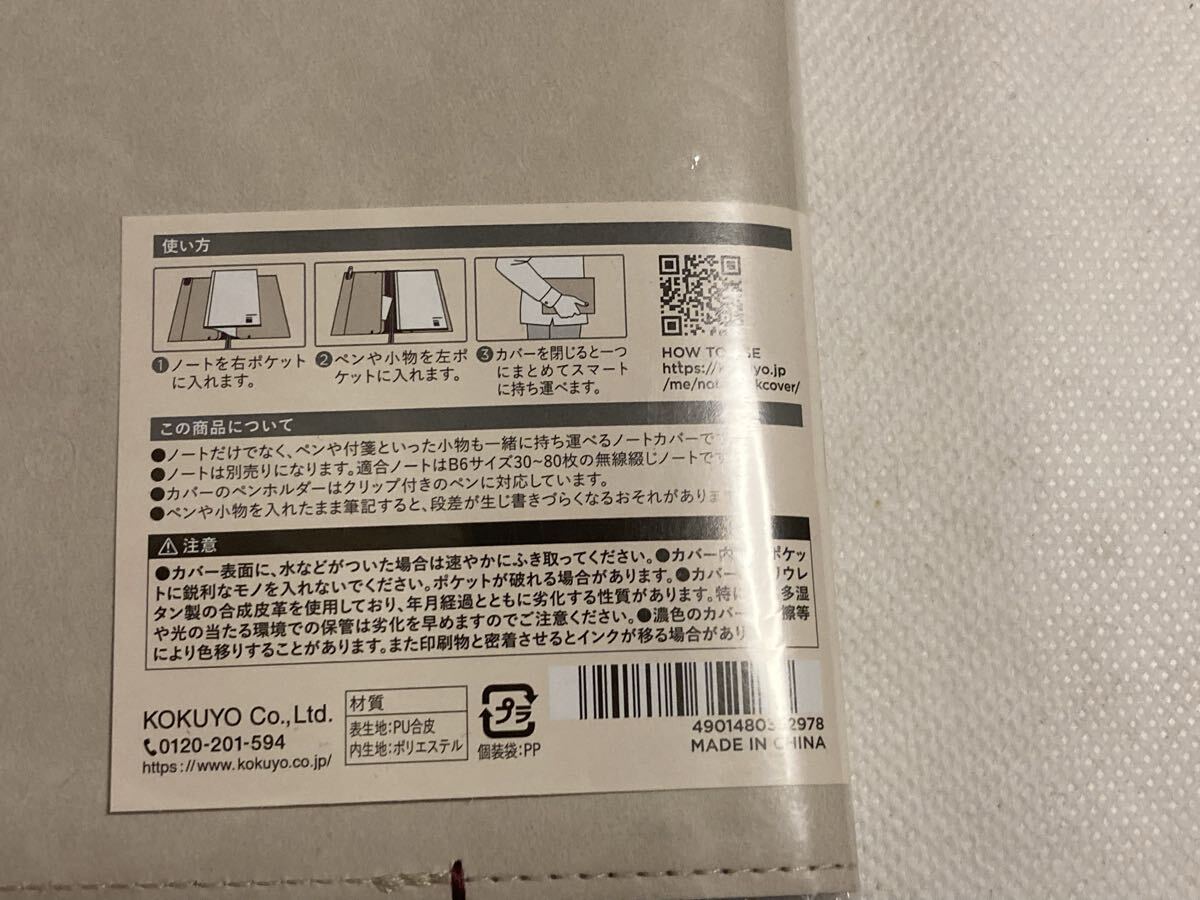 使い方
❶ノートを右ポケット
に入れます。
❷ペンや小物を左ポ
ケットに入れます。
❸カバーを閉じると一つ
にまとめてスマート
に持ち運べます。
HOW TO
https://
/me/
この商品について
●ノートだけでなく、ペンや付箋といった小物も一緒に持ち運べるノートカバーで
●ノートは別売りになります。適合ノートはB6サイズ30~80枚の無線綴じノートです
●カバーのペンホルダーはクリップ付きのペンに対応しています。
●ペンや小物を入れたまま筆記すると、段差が生じ書きづらくなるおそれがあります
⚠注意
●カバー表面に、水などがついた場合は速やかにふき取ってください。●カバー内 ポケッ
トに鋭利なモノを入れないでください。ポケットが破れる場合があります。●カバー リウレ
タン製の合成皮革を使用しており、年月経過とともに劣化する性質があります。特に 多湿
や光の当たる環境での保管は劣化を早めますのでご注意ください。●濃色のカバー 擦等
により色移りすることがあります。また印刷物と密着させるとインクが移る場合があり
KOKUYO Co.,Ltd.
0120-201-594
https://www.kokuyo.co.jp/
材質
表生地:PU合皮
内生地:ポリエステル
プラ
個装袋:PP
MADE IN CHINA